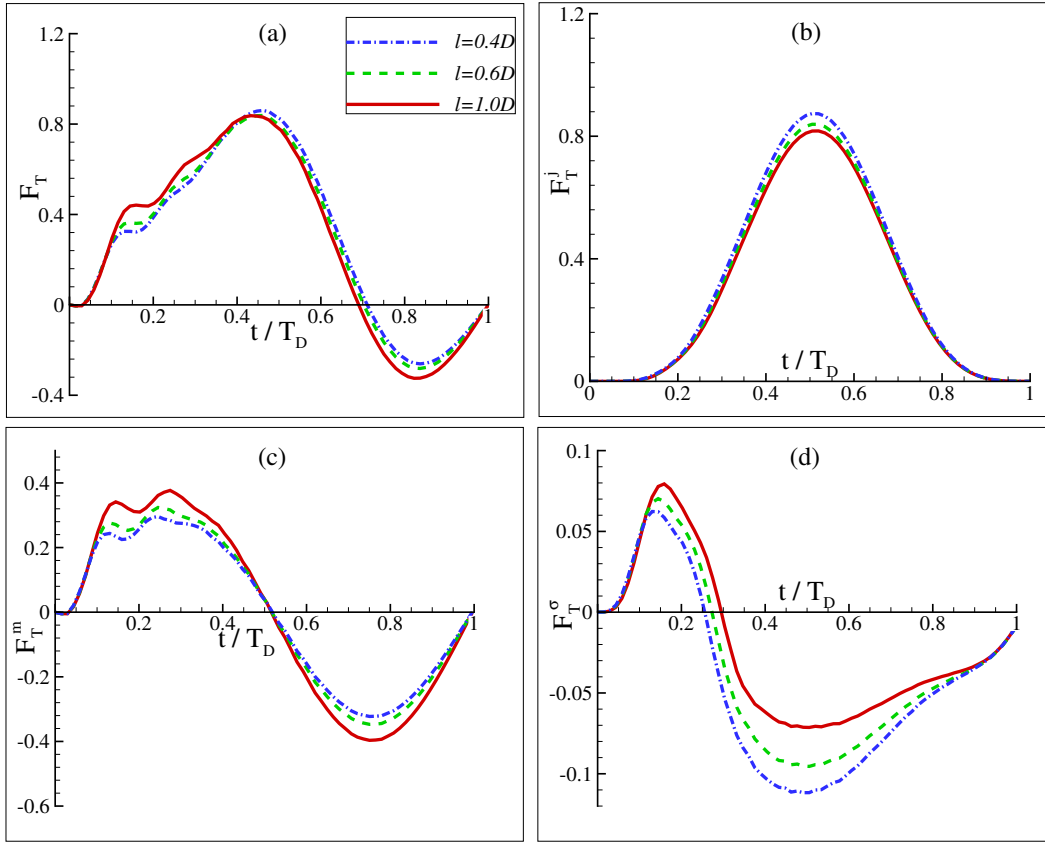 (a)
l=0.4D
l=0.6D
l=1.0D
1.2
0.8
0.4
0
-0.4
F_T
0.2
0.4
0.6
0.8
1
t / T_D
(b)
1.2
0.8
0.4
0
F_T^j
0
0.2
0.4
0.6
0.8
1
t / T_D
(c)
0.4
0.2
0
-0.2
-0.4
-0.6
F_T^m
0.2
0.4
0.6
0.8
1
t / T_D
(d)
0.1
0.05
0
-0.05
-0.1
F_T^σ
0.2
0.4
0.6
0.8
1
t / T_D